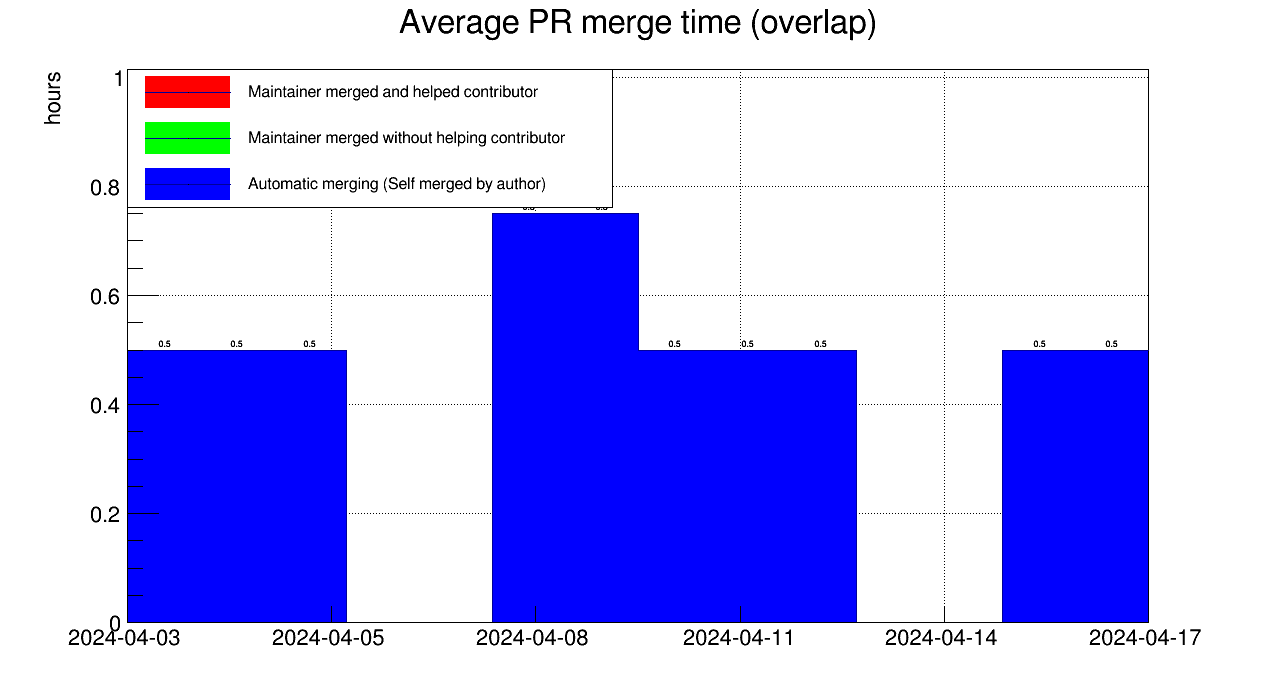 Average PR merge time (overlap)
hours
Maintainer merged and helped contributor
Maintainer merged without helping contributor
Automatic merging (Self merged by author)
1
0.8
0.6
0.4
0.2
0
0.5 0.5 0.5 0.5 0.5 0.5 0.5 0.5
2024-04-03 2024-04-05 2024-04-08 2024-04-11 2024-04-14 2024-04-17